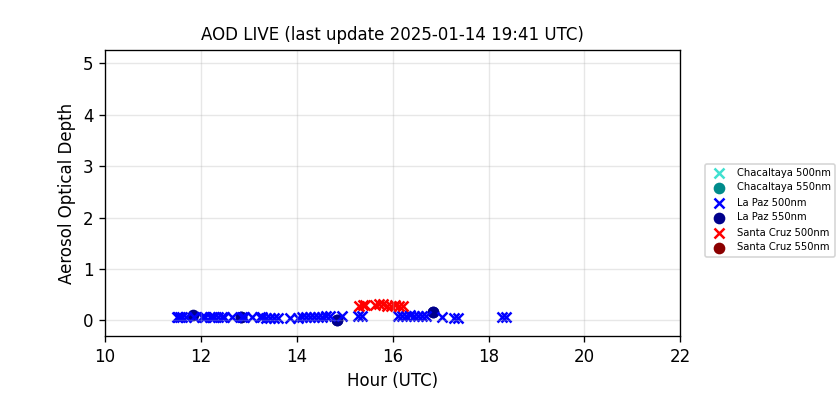 AOD LIVE (last update 2025-01-14 19:41 UTC)
Aerosol Optical Depth
5
4
3
2
1
0
10 12 14 16 18 20 22
Hour (UTC)
Chacaltaya 500nm
Chacaltaya 550nm
La Paz 500nm
La Paz 550nm
Santa Cruz 500nm
Santa Cruz 550nm